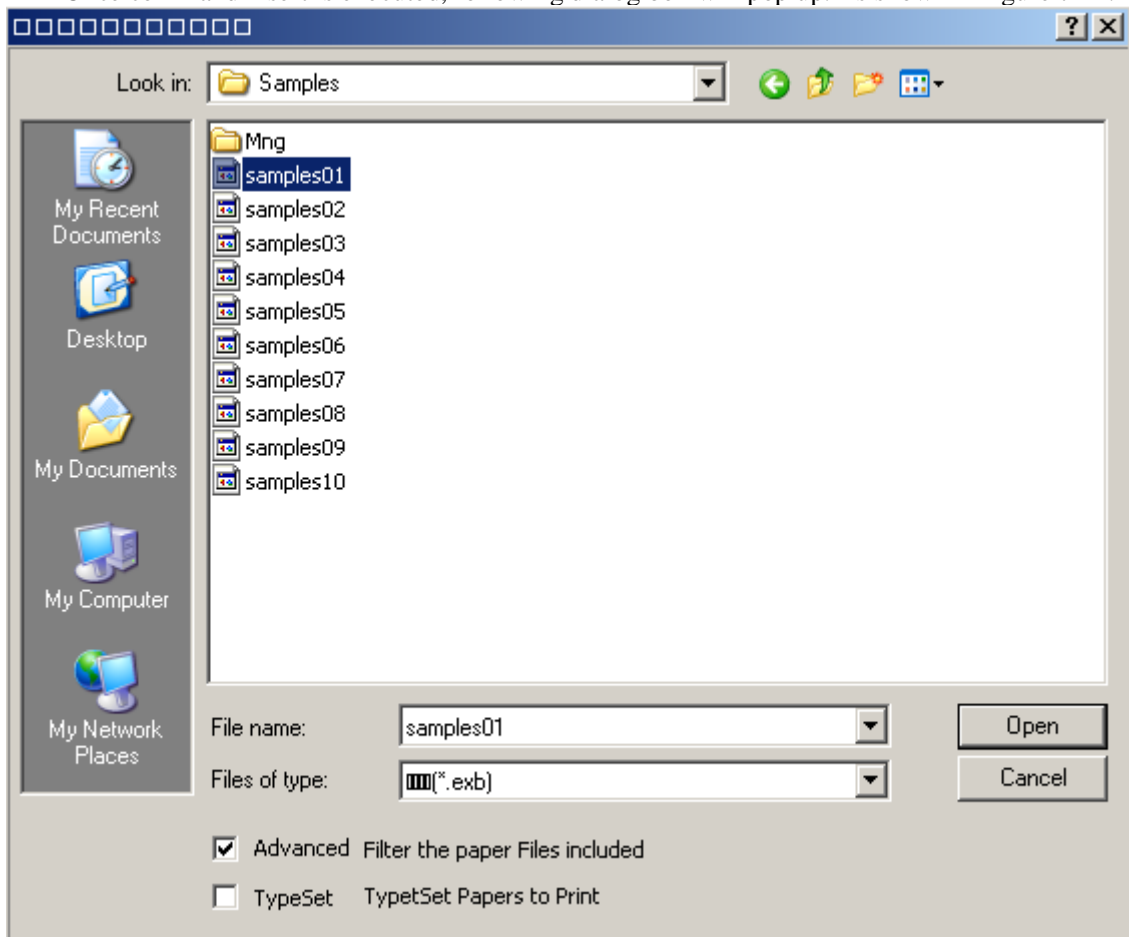 Look in: Samples
Mng
samples01
samples02
samples03
samples04
samples05
samples06
samples07
samples08
samples09
samples10
My Recent
Documents
Desktop
My Documents
My Computer
My Network
Places
File name: samples01 Open
Files of type: (*.exb) Cancel
Advanced Filter the paper Files included
TypeSet TypetSet Papers to Print